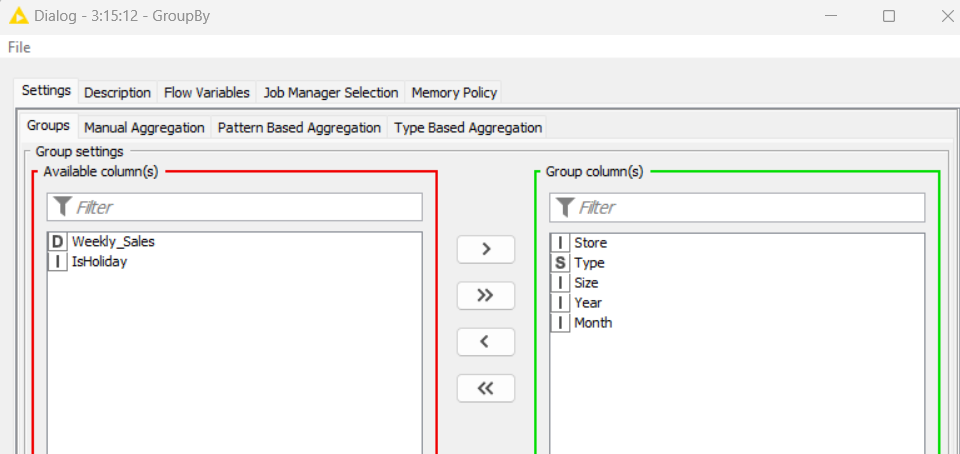 Dialog - 3:15:12 - GroupBy
File
Settings Description Flow Variables Job Manager Selection Memory Policy
Groups Manual Aggregation Pattern Based Aggregation Type Based Aggregation
Group settings
Available column(s)
Filter
D Weekly_Sales
I IsHoliday
>
>>
<
<<
Group column(s)
Filter
I Store
S Type
I Size
I Year
I Month